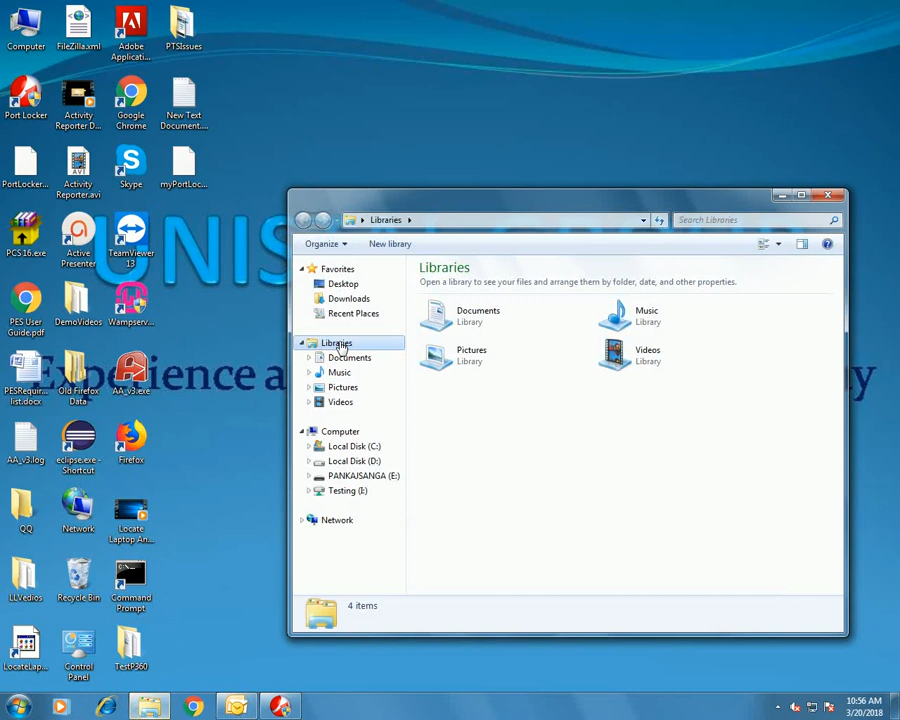 Computer
FileZilla.xml
Adobe
Applicati...
PTSIssues
Port Locker
Activity
Reporter D...
Google
Chrome
New Text
Document....
PortLocker...
Activity
Reporter.avi
AVI
Skype
myPortLoc...
UNIS
PCS16.exe
Active
Presenter
TeamViewer
13
PES User
Guide.pdf
DemoVideos
Wampserv...
Experience a
PESRequir...
list.docx
Old Firefox
Data
AA_v3.exe
AA_v3.log
eclipse.exe -
Shortcut
Firefox
QQ
Network
Locate
Laptop An...
LLVedios
Recycle Bin
Command
Prompt
LocateLap...
Control
Panel
TestP360
Libraries
Search Libraries
Organize
New library
Favorites
Desktop
Downloads
Recent Places
Libraries
Documents
Music
Pictures
Videos
Computer
Local Disk (C:)
Local Disk (D:)
PANKAJSANGA (E:)
Testing (I:)
Network
Libraries
Open a library to see your files and arrange them by folder, date, and other properties.
Documents
Library
Music
Library
Pictures
Library
Videos
Library
4 items
10:56 AM
3/20/2018